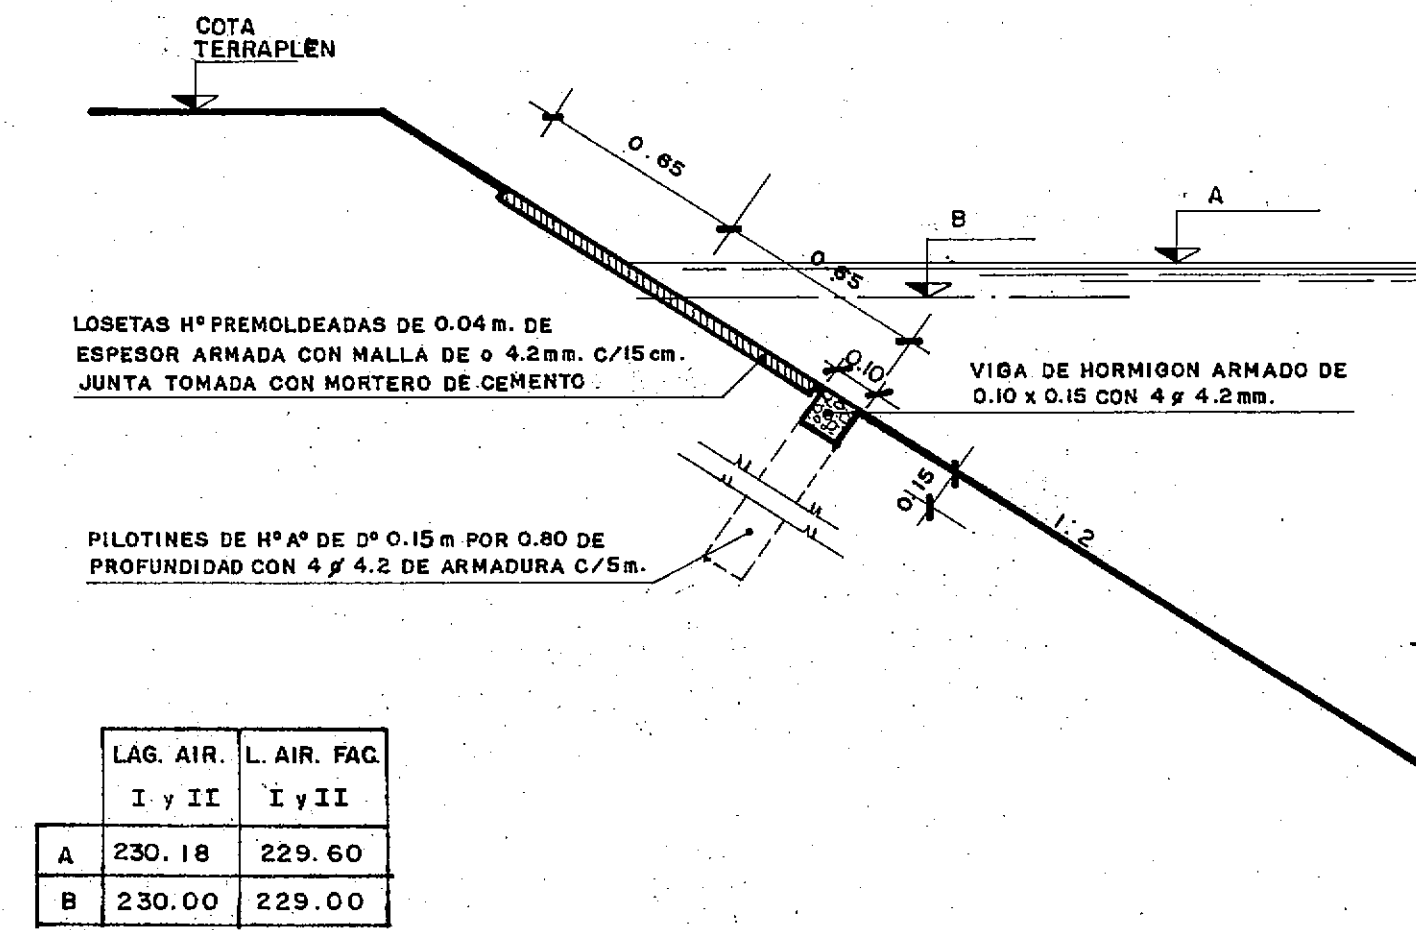 COTA
TERRAPLEN
0.65
A
B
0.65
LOSETAS Hº PREMOLDEADAS DE 0.04 m. DE
ESPESOR ARMADA CON MALLA DE ø 4.2mm. C/15 cm.
JUNTA TOMADA CON MORTERO DE CEMENTO
0.10
VIGA DE HORMIGON ARMADO DE
0.10 x 0.15 CON 4 ø 4.2mm.
0.15
1:2
PILOTINES DE Hº Aº DE Dº 0.15 m POR 0.80 DE
PROFUNDIDAD CON 4 ø 4.2 DE ARMADURA C/5m.
LAG. AIR. L. AIR. FAC.
I y II I y II
A 230.18 229.60
B 230.00 229.00